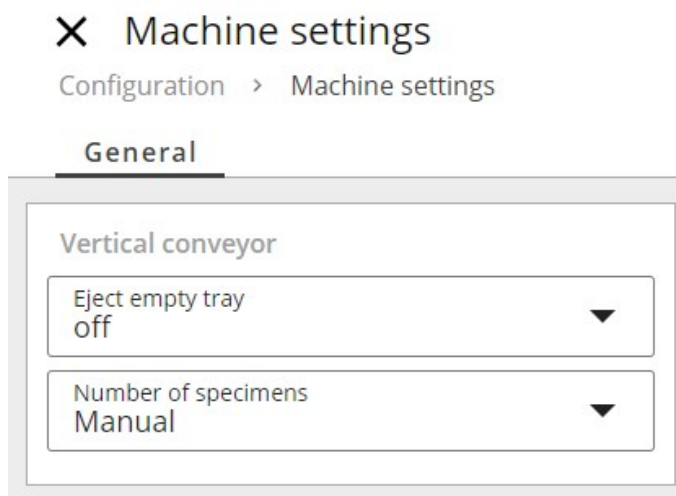 Machine settings
Configuration > Machine settings
General
Vertical conveyor
Eject empty tray
off
Number of specimens
Manual